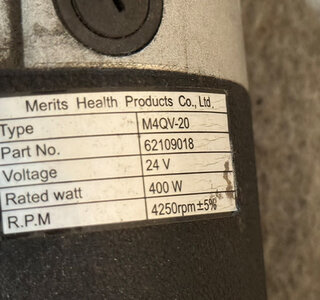 Merits Health Products Co., Ltd.
Type M4QV-20
Part No. 62109018
Voltage 24 V
Rated watt 400 W
R.P.M 4250rpm ±5%